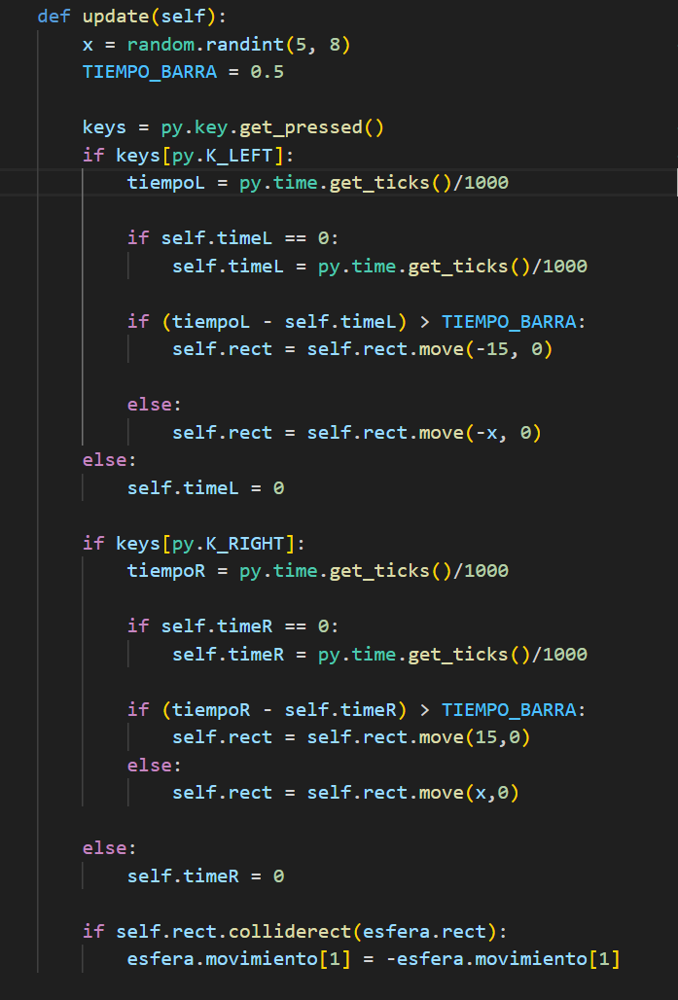 def update(self):
    x = random.randint(5, 8)
    TIEMPO_BARRA = 0.5

    keys = py.key.get_pressed()
    if keys[py.K_LEFT]:
        tiempoL = py.time.get_ticks()/1000

        if self.timeL == 0:
            self.timeL = py.time.get_ticks()/1000

        if (tiempoL - self.timeL) > TIEMPO_BARRA:
            self.rect = self.rect.move(-15, 0)

        else:
            self.rect = self.rect.move(-x, 0)
    else:
        self.timeL = 0

    if keys[py.K_RIGHT]:
        tiempoR = py.time.get_ticks()/1000

        if self.timeR == 0:
            self.timeR = py.time.get_ticks()/1000

        if (tiempoR - self.timeR) > TIEMPO_BARRA:
            self.rect = self.rect.move(15,0)
        else:
            self.rect = self.rect.move(x,0)

    else:
        self.timeR = 0

    if self.rect.colliderect(esfera.rect):
        esfera.movimiento[1] = -esfera.movimiento[1]